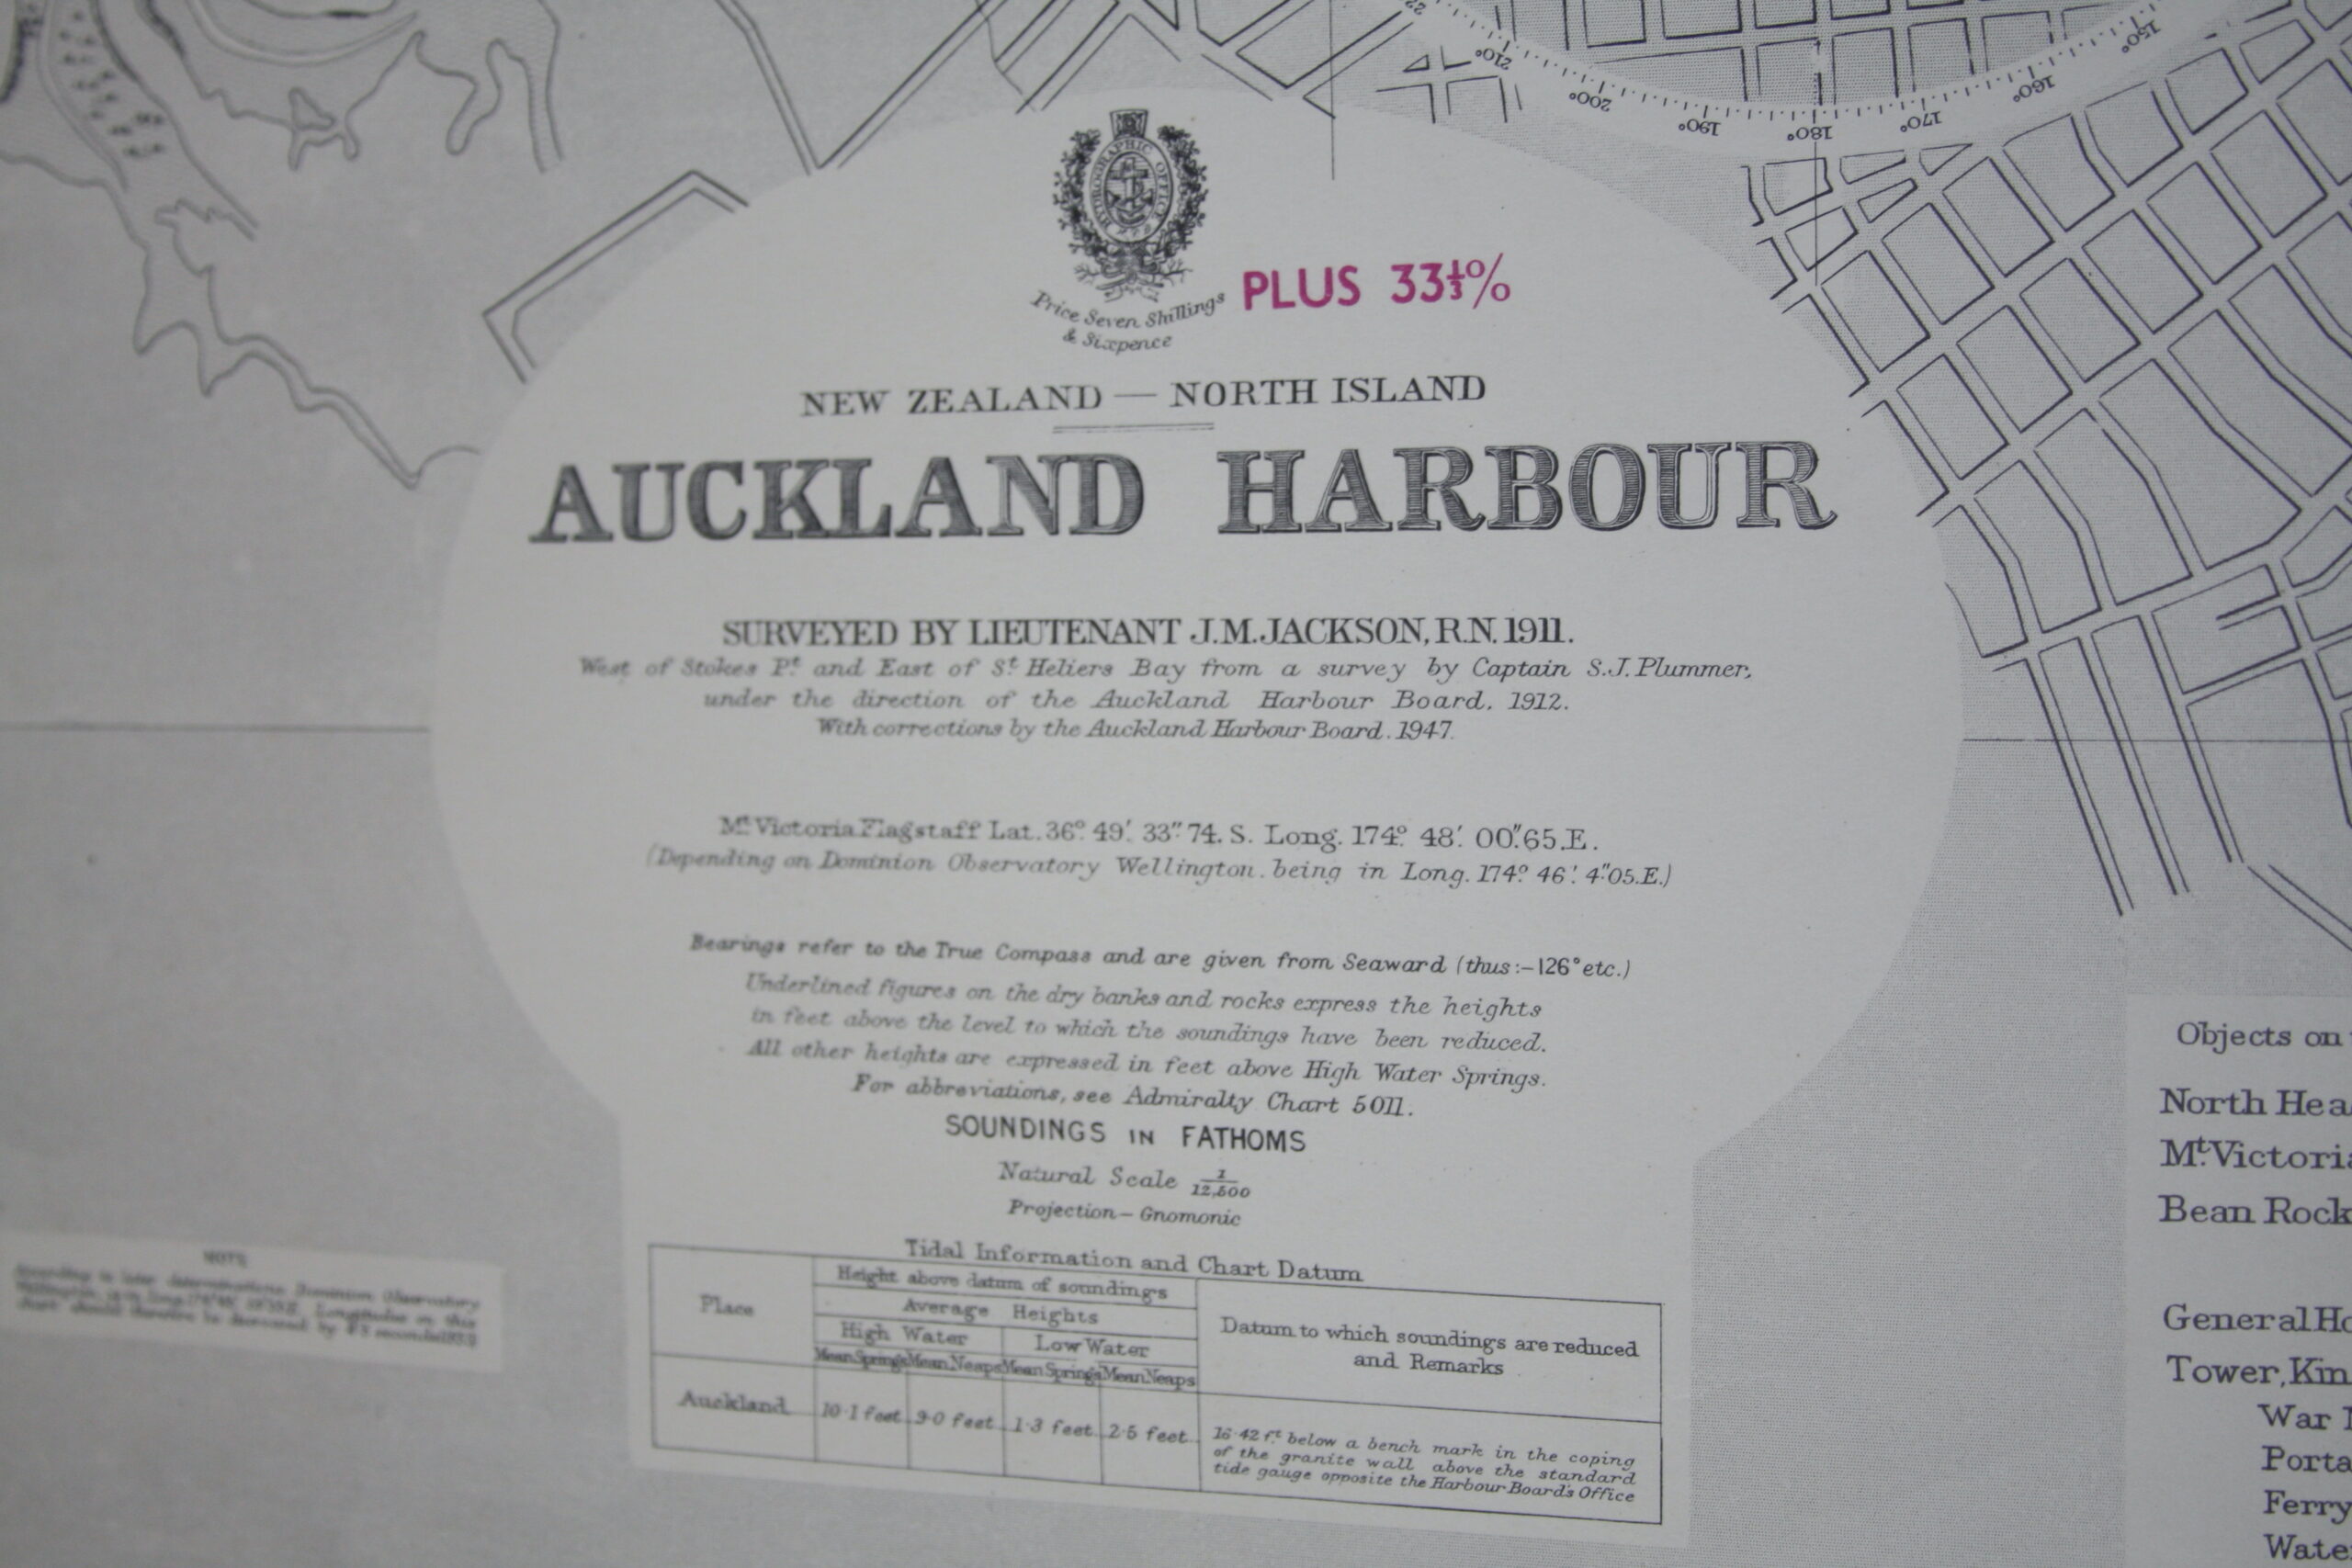 210°
200°
190°
180°
170°
160°
150°
HYDROGRAPHIC OFFICE
Price Seven Shillings
& Sixpence
PLUS 33⅓%
NEW ZEALAND — NORTH ISLAND
AUCKLAND HARBOUR
SURVEYED BY LIEUTENANT J.M.JACKSON, R.N. 1911.
West of Stokes Pt. and East of St. Heliers Bay from a survey by Captain S.J.Plummer,
under the direction of the Auckland Harbour Board. 1912.
With corrections by the Auckland Harbour Board. 1947.
Mt. Victoria Flagstaff Lat. 36° 49′ 33″74. S. Long. 174° 48′ 00″65.E.
(Depending on Dominion Observatory Wellington. being in Long. 174° 46′ 4″05.E.)
Bearings refer to the True Compass and are given from Seaward (thus:–126° etc.)
Underlined figures on the dry banks and rocks express the heights
in feet above the level to which the soundings have been reduced.
All other heights are expressed in feet above High Water Springs.
For abbreviations, see Admiralty Chart 5011.
SOUNDINGS IN FATHOMS
Natural Scale 1/12,500
Projection – Gnomonic
Tidal Information and Chart Datum
Place
Height above datum of soundings
Average Heights
High Water
Low Water
Mean Springs Mean Neaps Mean Springs Mean Neaps
Datum to which soundings are reduced
and Remarks
Auckland
10·1 feet 9·0 feet 1·3 feet 2·5 feet
16·42 ft. below a bench mark in the coping
of the granite wall above the standard
tide gauge opposite the Harbour Board's Office
NOTE
Objects on
North Hea
Mt. Victoria
Bean Rock
General Ho
Tower, Kin
War
Porta
Ferry
Wate